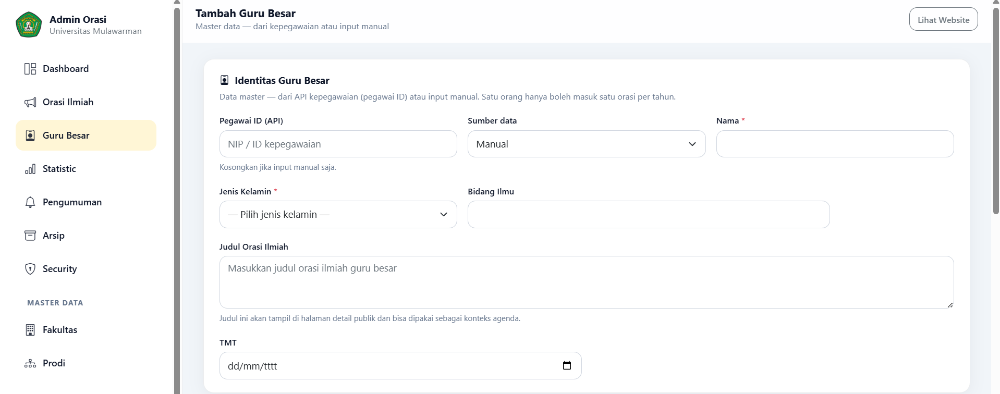 Admin Orasi
Universitas Mulawarman
Dashboard
Orasi Ilmiah
Guru Besar
Statistic
Pengumuman
Arsip
Security
MASTER DATA
Fakultas
Prodi
Tambah Guru Besar
Master data — dari kepegawaian atau input manual
Lihat Website
Identitas Guru Besar
Data master — dari API kepegawaian (pegawai ID) atau input manual. Satu orang hanya boleh masuk satu orasi per tahun.
Pegawai ID (API)
NIP / ID kepegawaian
Kosongkan jika input manual saja.
Sumber data
Manual
Nama *
Jenis Kelamin *
— Pilih jenis kelamin —
Bidang Ilmu
Judul Orasi Ilmiah
Masukkan judul orasi ilmiah guru besar
Judul ini akan tampil di halaman detail publik dan bisa dipakai sebagai konteks agenda.
TMT
dd/mm/tttt